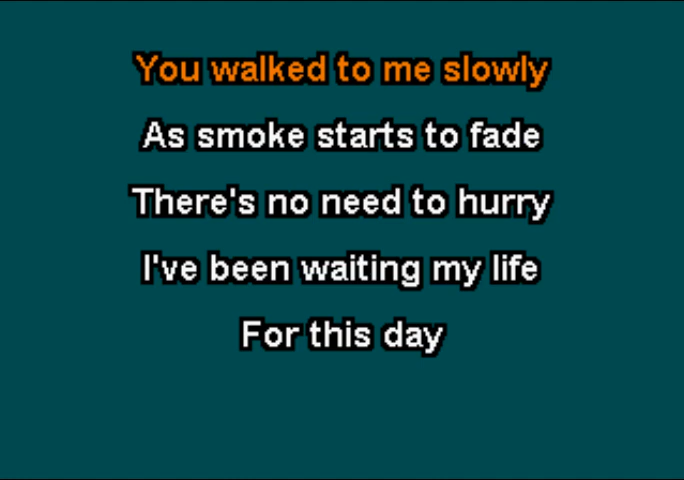 You walked to me slowly
As smoke starts to fade
There's no need to hurry
I've been waiting my life
For this day